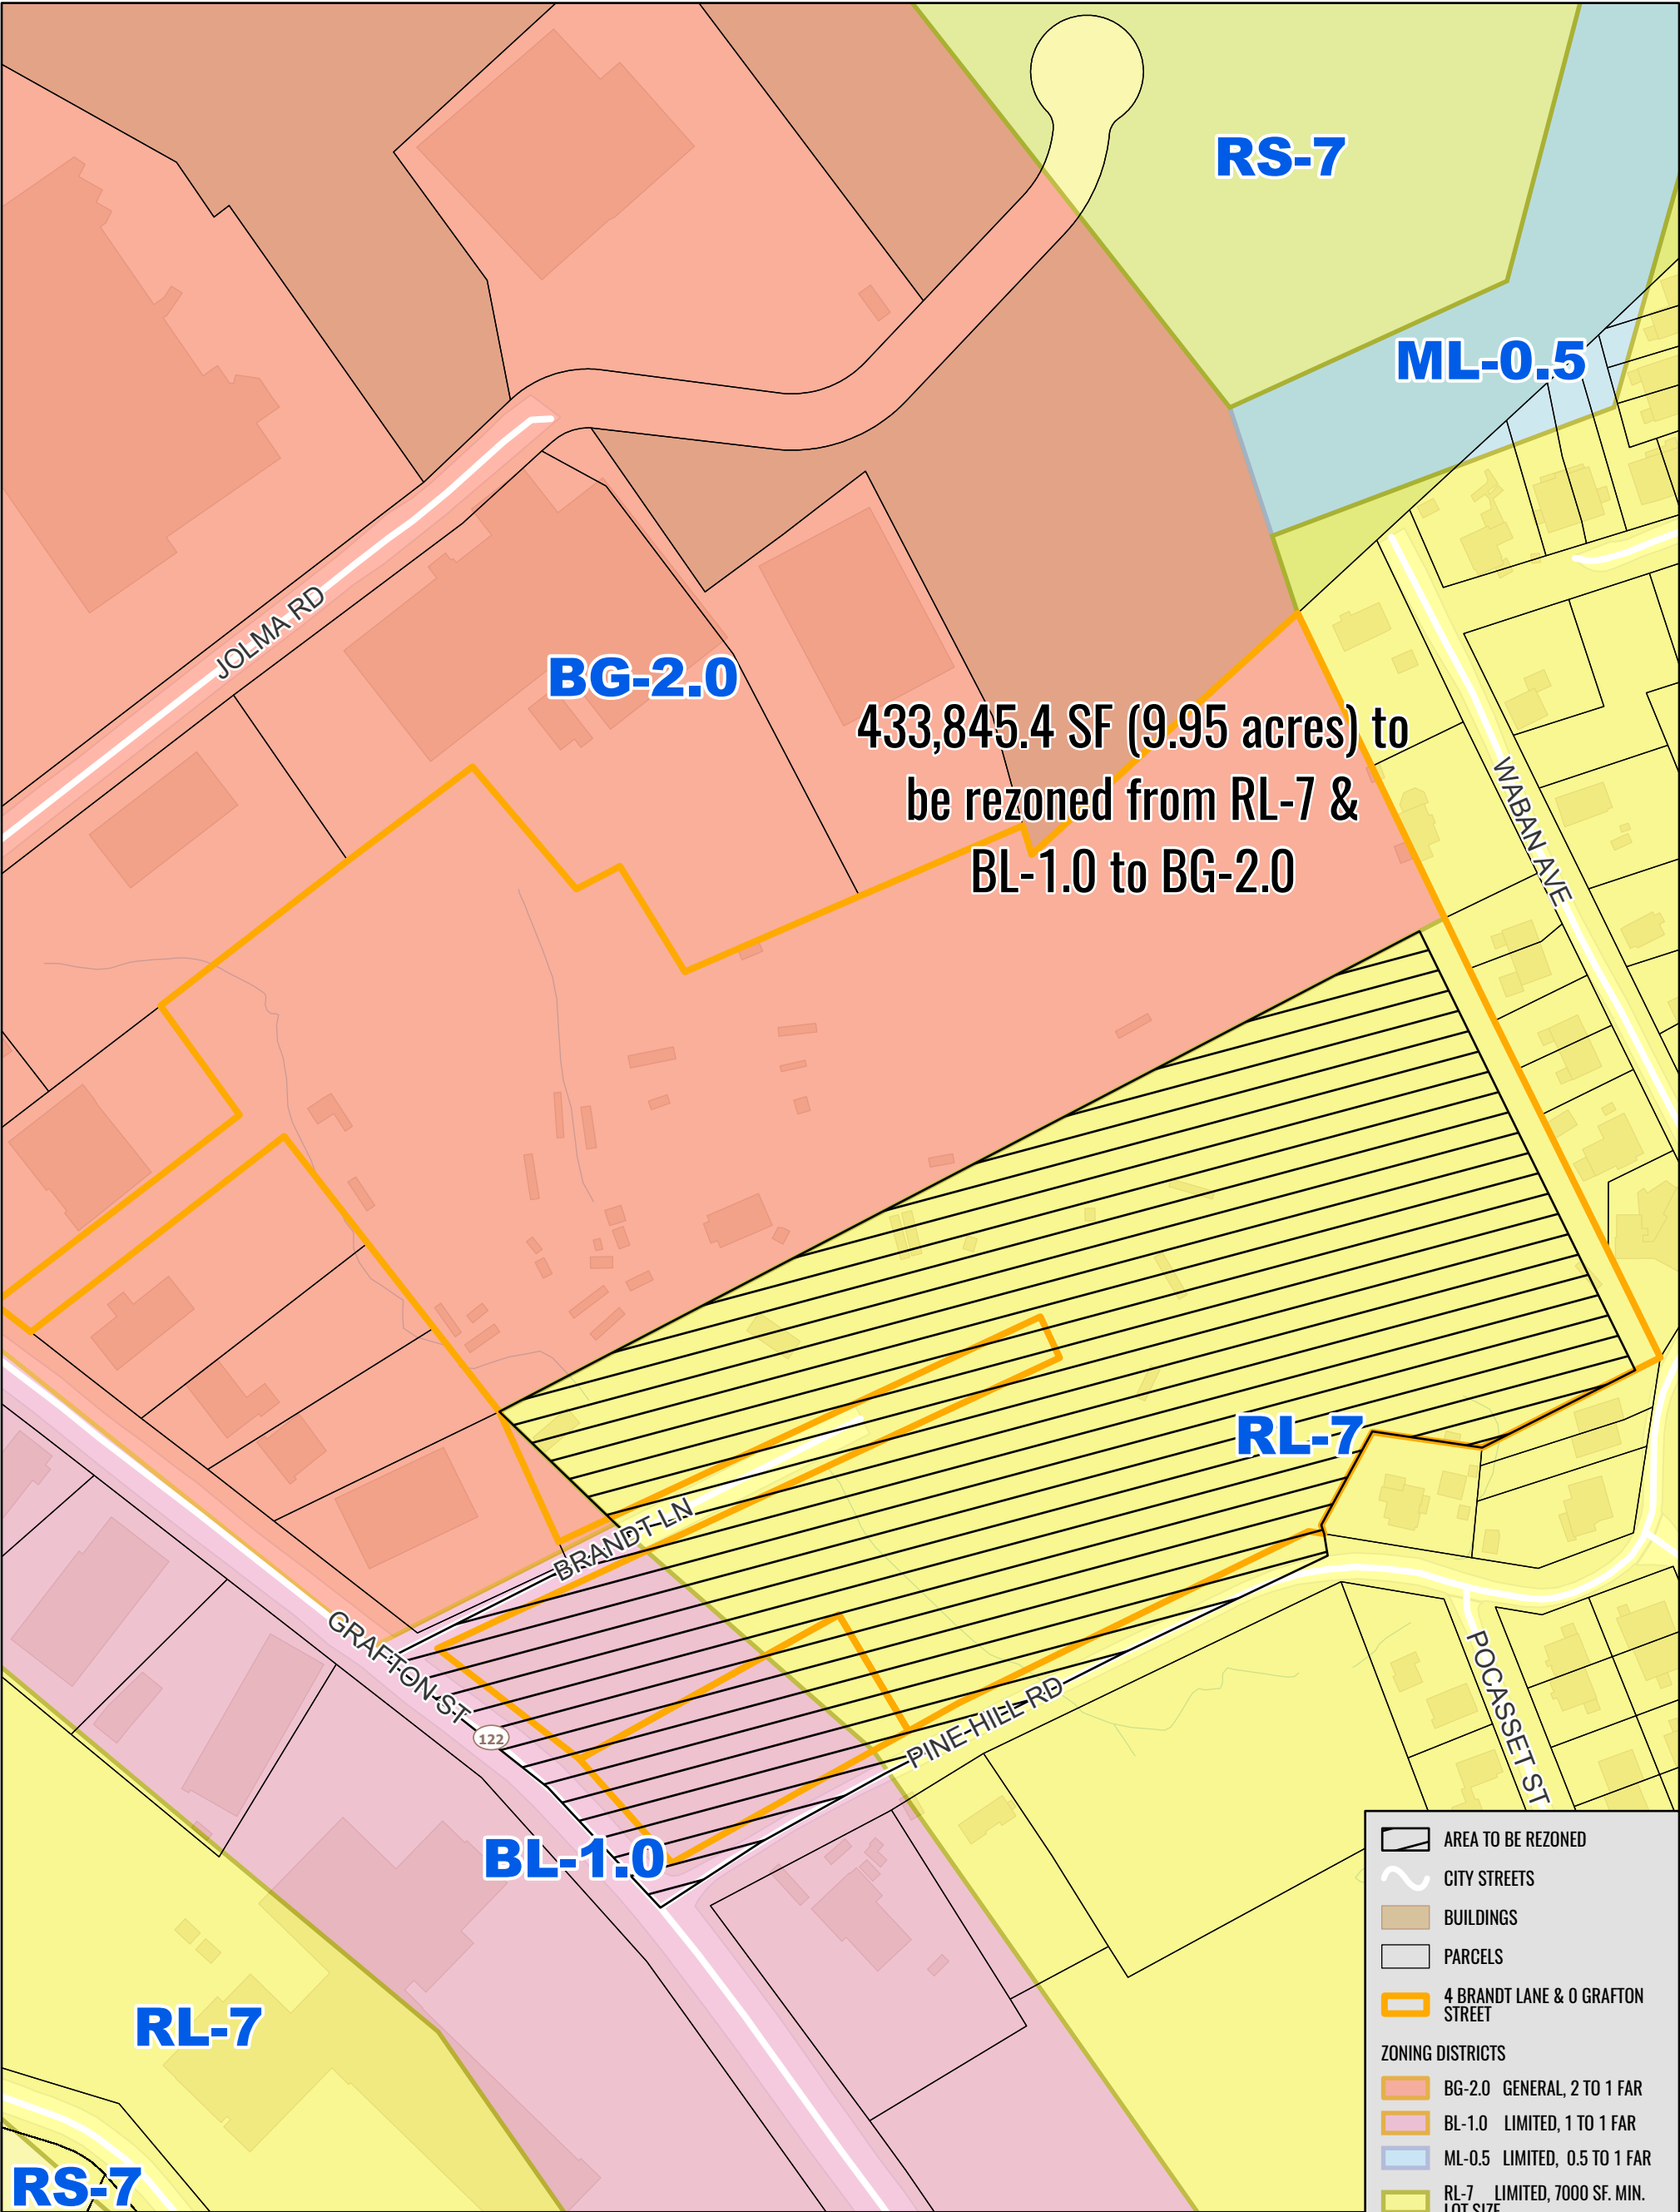 RS-7
ML-0.5
JOLMA RD
BG-2.0
433,845.4 SF (9.95 acres) to
be rezoned from RL-7 &
BL-1.0 to BG-2.0
WABAN AVE
RL-7
BRANDT LN
GRAFTON ST
122
PINE HILL RD
POCASSET ST
BL-1.0
RL-7
RS-7
AREA TO BE REZONED
CITY STREETS
BUILDINGS
PARCELS
4 BRANDT LANE & 0 GRAFTON
STREET
ZONING DISTRICTS
BG-2.0 GENERAL, 2 TO 1 FAR
BL-1.0 LIMITED, 1 TO 1 FAR
ML-0.5 LIMITED, 0.5 TO 1 FAR
RL-7 LIMITED, 7000 SF. MIN.
LOT SIZE